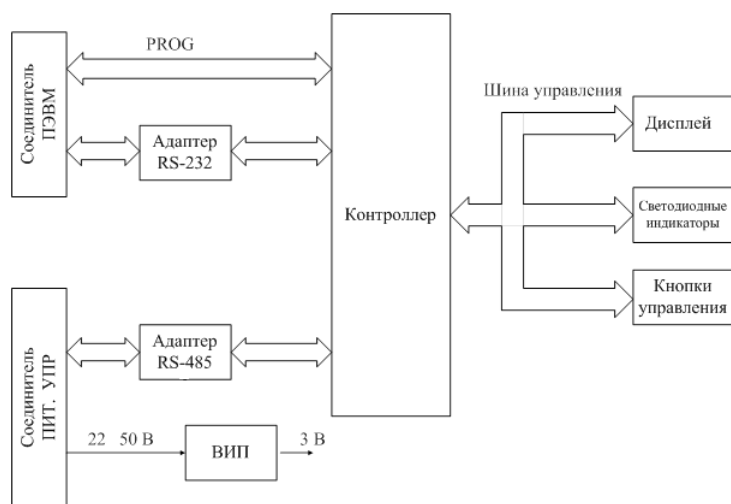 PROG
Соединитель
ПЭВМ
Адаптер
RS-232
Контроллер
Шина управления
Дисплей
Светодиодные
индикаторы
Кнопки
управления
Соединитель
ПИТ. УПР
Адаптер
RS-485
22 50 В
ВИП
3 В